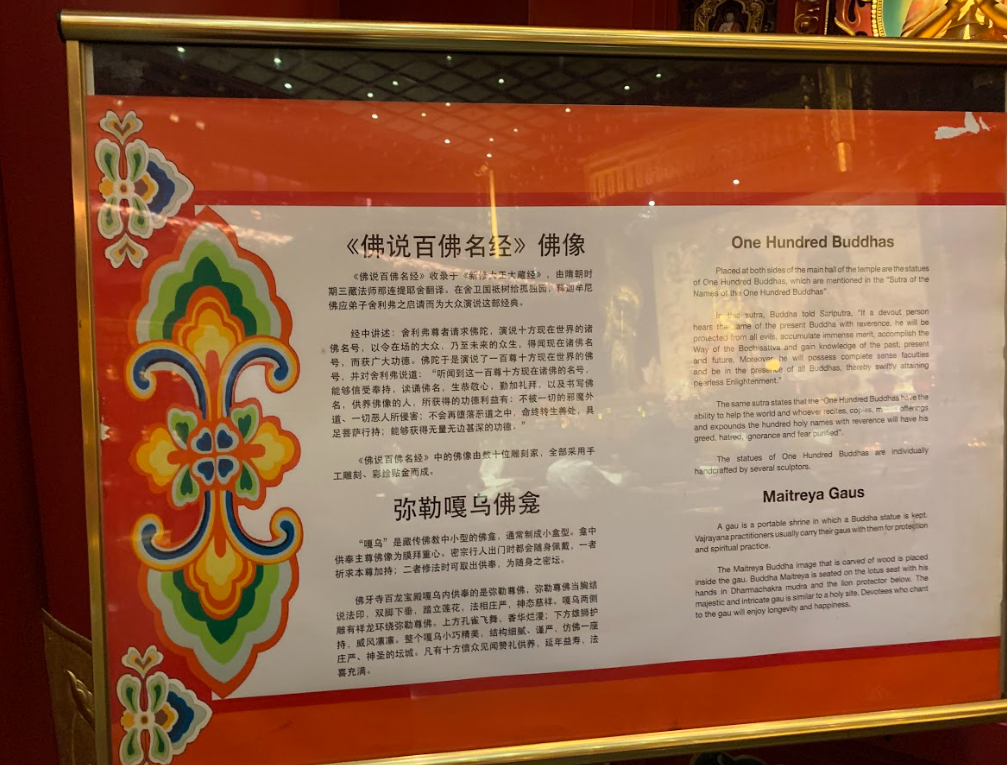 《佛说百佛名经》佛像
《佛说百佛名经》收录于《新修大正大藏经》，由隋朝时
期三藏法师那连提耶舍翻译。在舍卫国祇树给孤独园，释迦牟尼
佛应弟子舍利弗之启请而为大众演说这部经典。
经中讲述：舍利弗尊者请求佛陀，演说十方现在世界的诸
佛名号，以令在场的大众，乃至未来的众生，得闻现在诸佛名
号，而获广大功德。佛陀于是演说了一百尊十方现在世界的佛
号，并对舍利弗说道：“听闻到这一百尊十方现在诸佛的名号，
能够信受奉持，读诵佛名，生恭敬心，勤加礼拜，以及书写佛
名，供养佛像的人，所获得的功德利益有：不被一切的邪魔外
道、一切恶人所侵害；不会再堕落恶道之中，命终转生善处，具
足菩萨行持；能够获得无量无边甚深的功德。”
《佛说百佛名经》中的佛像由数十位雕刻家，全部采用手
工雕刻、彩绘贴金而成。
弥勒嘎乌佛龛
“嘎乌”是藏传佛教中小型的佛龛，通常制成小盒型，龛中
供奉主尊佛像为膜拜重心。密宗行人出门时都会随身佩戴，一者
祈求本尊加持；二者修法时可取出供奉，为随身之密坛。
佛牙寺百龙宝殿嘎乌内供奉的是弥勒尊佛，弥勒尊佛当胸结
说法印，双脚下垂，踏立莲花，法相庄严，神态慈祥。嘎乌两侧
雕有祥龙环绕弥勒尊佛。上方孔雀飞舞，香华烂漫；下方雄狮护
持，威风凛凛。整个嘎乌小巧精美，结构细腻、谨严，仿佛一座
庄严、神圣的坛城。凡有十方信众见闻赞礼供养，延年益寿，法
喜充满。
One Hundred Buddhas
Placed at both sides of the main hall of the temple are the statues
of One Hundred Buddhas, which are mentioned in the "Sutra of the
Names of the One Hundred Buddhas".
In this sutra, Buddha told Sariputra, "If a devout person
hears the name of the present Buddha with reverence, he will be
protected from all evils, accumulate immense merit, accomplish the
Way of the Bodhisattva and gain knowledge of the past, present
and future. Moreover he will possess complete sense faculties
and be in the presence of all Buddhas, thereby swiftly attaining
peerless Enlightenment."
The same sutra states that the "One Hundred Buddhas have the
ability to help the world and whoever recites, copies, makes offerings
and expounds the hundred holy names with reverence will have his
greed, hatred, ignorance and fear purified".
The statues of One Hundred Buddhas are individually
handcrafted by several sculptors.
Maitreya Gaus
A gau is a portable shrine in which a Buddha statue is kept.
Vajrayana practitioners usually carry their gaus with them for protection
and spiritual practice.
The Maitreya Buddha image that is carved of wood is placed
inside the gau. Buddha Maitreya is seated on the lotus seat with his
hands in Dharmachakra mudra and the lion protector below. The
majestic and intricate gau is similar to a holy site. Devotees who chant
to the gau will enjoy longevity and happiness.